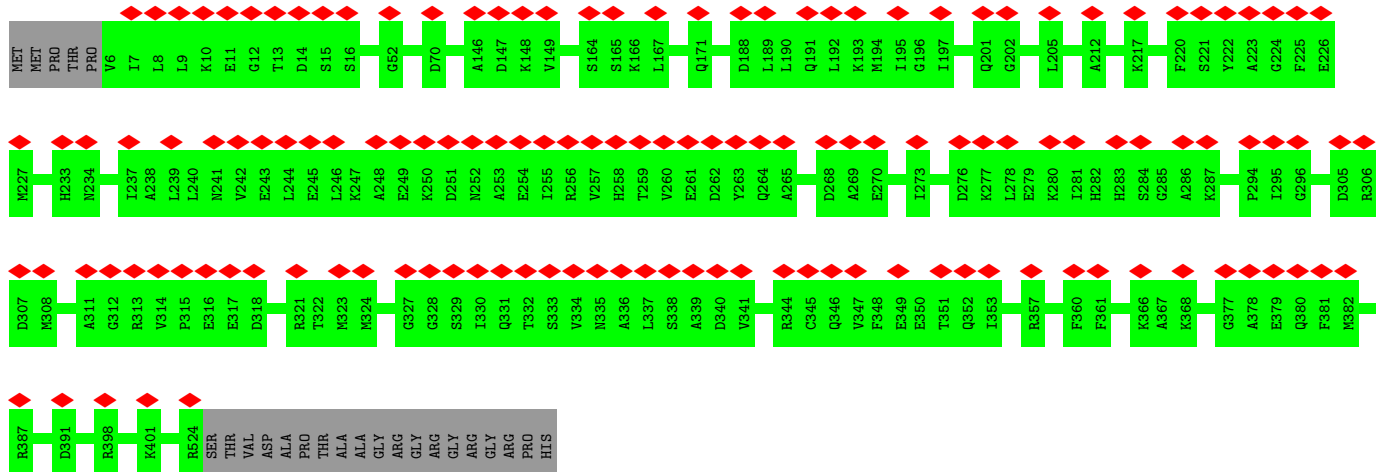 MET MET PRO THR PRO V6 I7 L8 L9 K10 E11 G12 T13 D14 S15 S16 G52 D70 A146 D147 K148 V149 S164 S165 K166 L167 Q171 D188 L189 L190 Q191 L192 K193 M194 I195 G196 I197 Q201 G202 L205 A212 K217 F220 S221 Y222 A223 G224 F225 E226
M227 H233 N234 I237 A238 L239 L240 N241 V242 E243 L244 E245 L246 K247 A248 E249 K250 D251 N252 A253 E254 I255 R256 V257 H258 T259 V260 E261 D262 Y263 Q264 A265 D268 A269 E270 I273 D276 K277 L278 E279 K280 I281 H282 H283 S284 G285 A286 K287 P294 I295 G296 D305 R306
D307 M308 A311 G312 R313 V314 P315 E316 E317 D318 R321 T322 M323 M324 G327 G328 S329 I330 Q331 T332 S333 V334 N335 A336 L337 S338 A339 D340 V341 R344 C345 Q346 V347 F348 E349 E350 T351 Q352 I353 R357 F360 F361 K366 A367 K368 G377 A378 E379 Q380 F381 M382
R387 D391 R398 K401 R524 SER THR VAL ASP ALA PRO THR ALA ALA GLY ARG GLY ARG GLY ARG GLY ARG PRO HIS